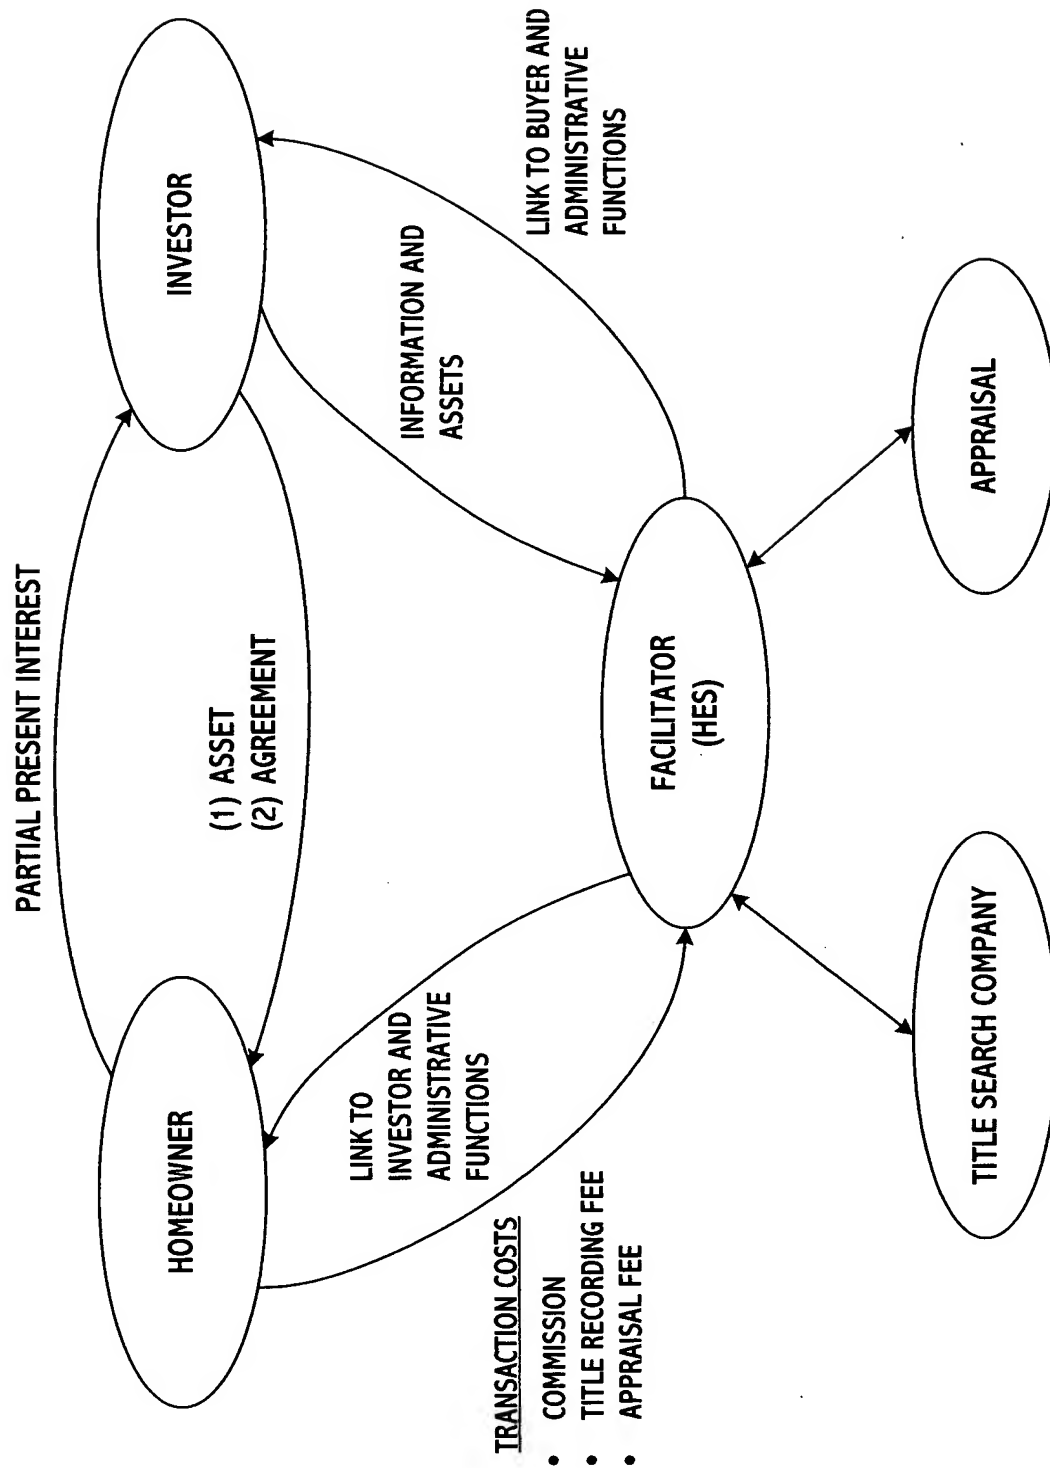 PARTIAL PRESENT INTEREST
HOMEOWNER
INVESTOR
(1) ASSET
(2) AGREEMENT
LINK TO
INVESTOR AND
ADMINISTRATIVE
FUNCTIONS
INFORMATION AND
ASSETS
TRANSACTION COSTS
• COMMISSION
• TITLE RECORDING FEE
• APPRAISAL FEE
LINK TO BUYER AND
ADMINISTRATIVE
FUNCTIONS
FACILITATOR
(HES)
TITLE SEARCH COMPANY
APPRAISAL